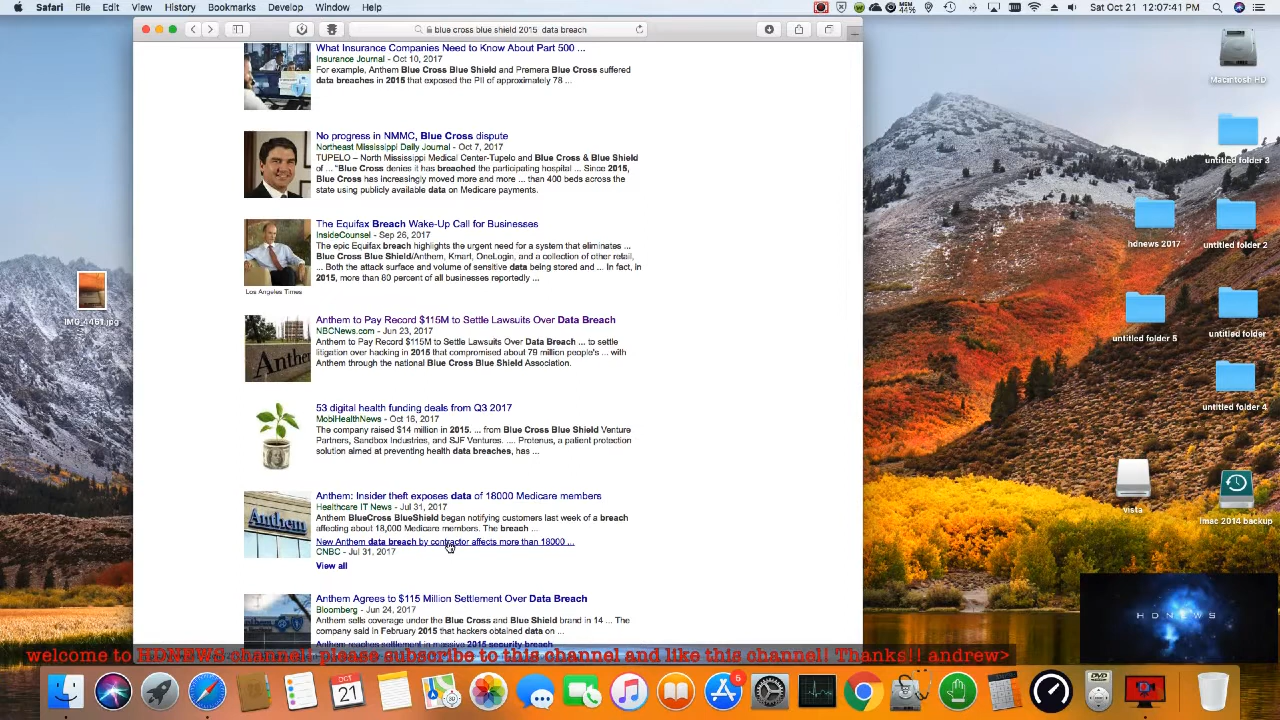 Safari File Edit View History Bookmarks Develop Window Help
MEM
44%
Sat Oct 21 12:07:41 PM
blue cross blue shield 2015 data breach
What Insurance Companies Need to Know About Part 500 ...
Insurance Journal - Oct 10, 2017
For example, Anthem Blue Cross Blue Shield and Premera Blue Cross suffered
data breaches in 2015 that exposed the PII of approximately 78 ...
No progress in NMMC, Blue Cross dispute
Northeast Mississippi Daily Journal - Oct 7, 2017
TUPELO – North Mississippi Medical Center-Tupelo and Blue Cross & Blue Shield
of ... "Blue Cross denies it has breached the participating hospital ... Since 2015,
Blue Cross has increasingly moved more and more ... than 400 beds across the
state using publicly available data on Medicare payments.
The Equifax Breach Wake-Up Call for Businesses
InsideCounsel - Sep 26, 2017
The epic Equifax breach highlights the urgent need for a system that eliminates ...
Blue Cross Blue Shield/Anthem, Kmart, OneLogin, and a collection of other retail,
... Both the attack surface and volume of sensitive data being stored and ... In fact, in
2015, more than 60 percent of all businesses reportedly ...
Los Angeles Times
Anthem to Pay Record $115M to Settle Lawsuits Over Data Breach
NBCNews.com - Jun 23, 2017
Anthem to Pay Record $115M to Settle Lawsuits Over Data Breach ... to settle
litigation over hacking in 2015 that compromised about 79 million people's ... with
Anthem through the national Blue Cross Blue Shield Association.
Anthem
53 digital health funding deals from Q3 2017
MobiHealthNews - Oct 16, 2017
The company raised $14 million in 2015. ... from Blue Cross Blue Shield Venture
Partners, Sandbox Industries, and SJF Ventures. .... Protenus, a patient protection
solution aimed at preventing health data breaches, has ...
Anthem: Insider theft exposes data of 18000 Medicare members
Healthcare IT News - Jul 31, 2017
Anthem BlueCross BlueShield began notifying customers last week of a breach
affecting about 18,000 Medicare members. The breach ...
Anthem
New Anthem data breach by contractor affects more than 18000 ...
CNBC - Jul 31, 2017
View all
Anthem Agrees to $115 Million Settlement Over Data Breach
Bloomberg - Jun 24, 2017
Anthem sells coverage under the Blue Cross and Blue Shield brand in 14 ... The
company said in February 2015 that hackers obtained data on ...
Anthem reaches settlement in massive 2015 security breach
IMG_4461.jpg
Macintosh HD
untitled folder 3
hdnews 2017
untitled folder 2
untitled folder 5
untitled folder
untitled folder 4
vista
imac 2014 backup
HDNEWS
welcome to HDNEWS channel! please subscribe to this channel and like this channel! Thanks!! andrew>
OCT
21
6